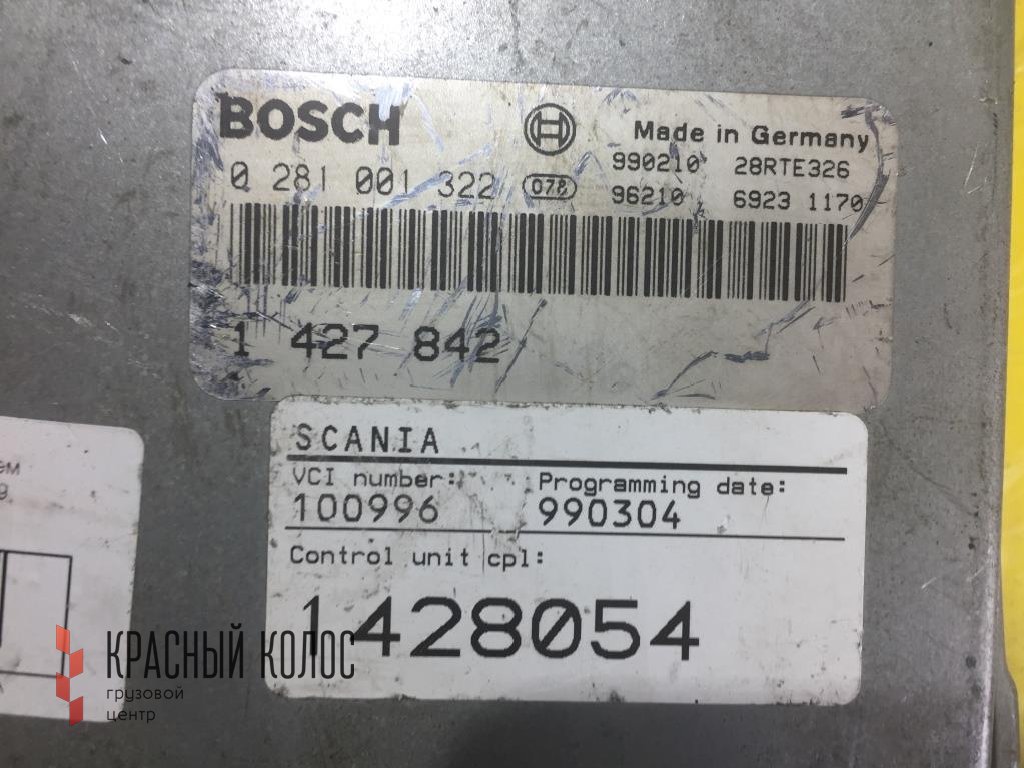 BOSCH
Made in Germany
0 281 001 322 078
990210 28RTE326
96210 6923 1170
1 427 842
SCANIA
VCI number:
100996
Programming date:
990304
Control unit cpl:
1428054
КРАСНЫЙ КОЛОС
грузовой
центр